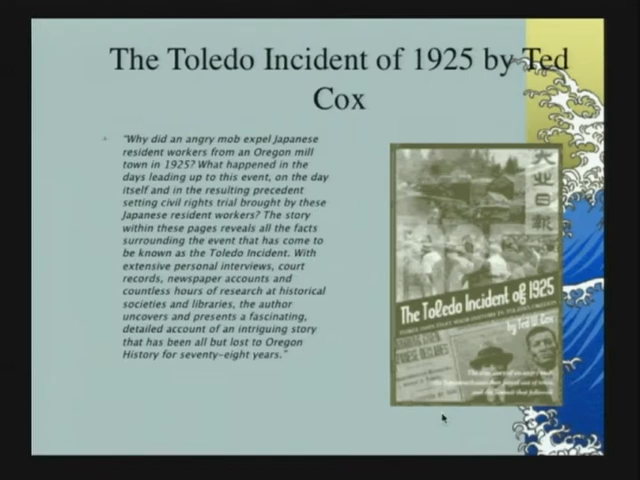 The Toledo Incident of 1925 by Ted
Cox
"Why did an angry mob expel Japanese
resident workers from an Oregon mill
town in 1925? What happened in the
days leading up to this event, on the day
itself and in the resulting precedent
setting civil rights trial brought by these
Japanese resident workers? The story
within these pages reveals all the facts
surrounding the event that has come to
be known as the Toledo Incident. With
extensive personal interviews, court
records, newspaper accounts and
countless hours of research at historical
societies and libraries, the author
uncovers and presents a fascinating,
detailed account of an intriguing story
that has been all but lost to Oregon
History for seventy-eight years."
大
北
日
報
The Toledo Incident of 1925
by Ted W. Cox